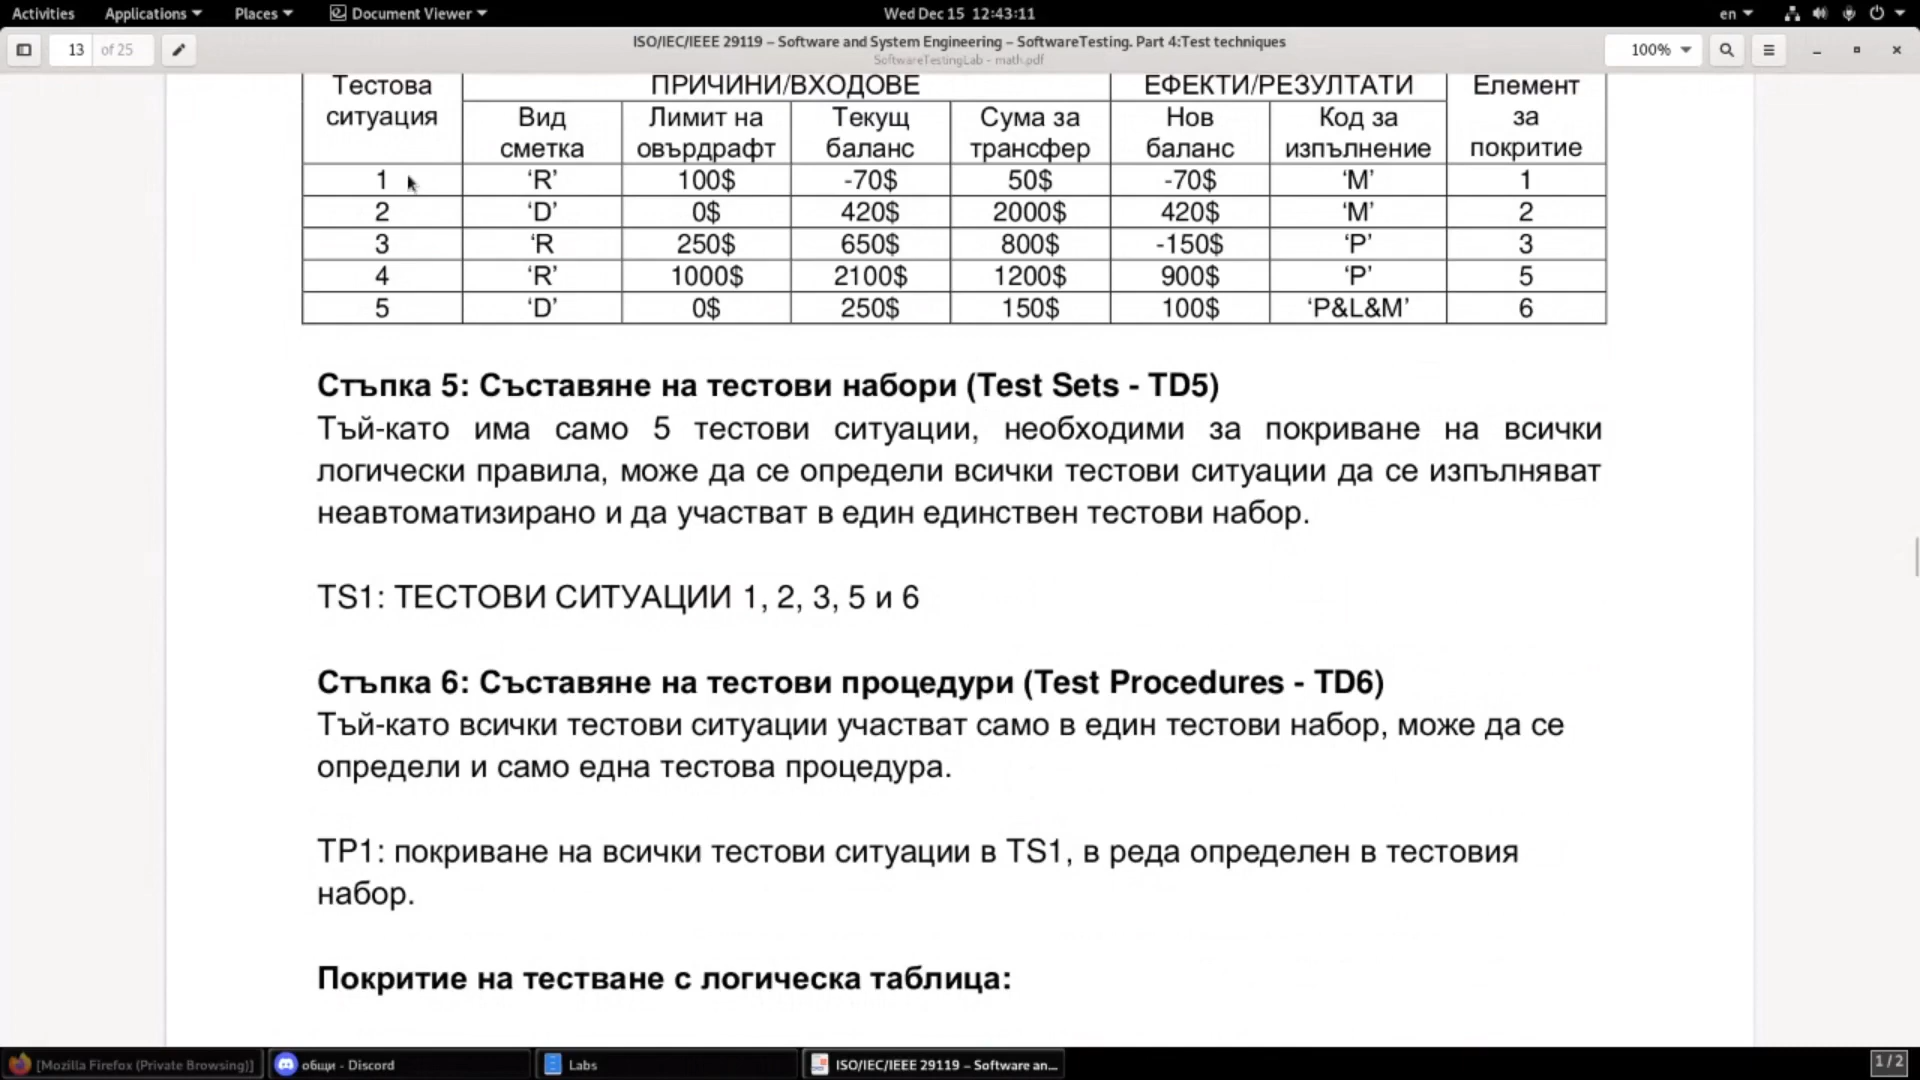 Activities Applications Places Document Viewer Wed Dec 15 12:43:11 en
13 of 25 ISO/IEC/IEEE 29119 – Software and System Engineering – SoftwareTesting. Part 4:Test techniques 100%
SoftwareTestingLab - math.pdf
Тестова ПРИЧИНИ/ВХОДОВЕ ЕФЕКТИ/РЕЗУЛТАТИ Елемент
ситуация Вид Лимит на Текущ Сума за Нов Код за за
сметка овърдрафт баланс трансфер баланс изпълнение покритие
1 ‘R’ 100$ -70$ 50$ -70$ ‘M’ 1
2 ‘D’ 0$ 420$ 2000$ 420$ ‘M’ 2
3 ‘R 250$ 650$ 800$ -150$ ‘P’ 3
4 ‘R’ 1000$ 2100$ 1200$ 900$ ‘P’ 5
5 ‘D’ 0$ 250$ 150$ 100$ ‘P&L&M’ 6
Стъпка 5: Съставяне на тестови набори (Test Sets - TD5)
Тъй-като има само 5 тестови ситуации, необходими за покриване на всички
логически правила, може да се определи всички тестови ситуации да се изпълняват
неавтоматизирано и да участват в един единствен тестови набор.
TS1: ТЕСТОВИ СИТУАЦИИ 1, 2, 3, 5 и 6
Стъпка 6: Съставяне на тестови процедури (Test Procedures - TD6)
Тъй-като всички тестови ситуации участват само в един тестови набор, може да се
определи и само една тестова процедура.
TP1: покриване на всички тестови ситуации в TS1, в реда определен в тестовия
набор.
Покритие на тестване с логическа таблица:
[Mozilla Firefox (Private Browsing)] общи - Discord Labs ISO/IEC/IEEE 29119 – Software an... 1 / 2